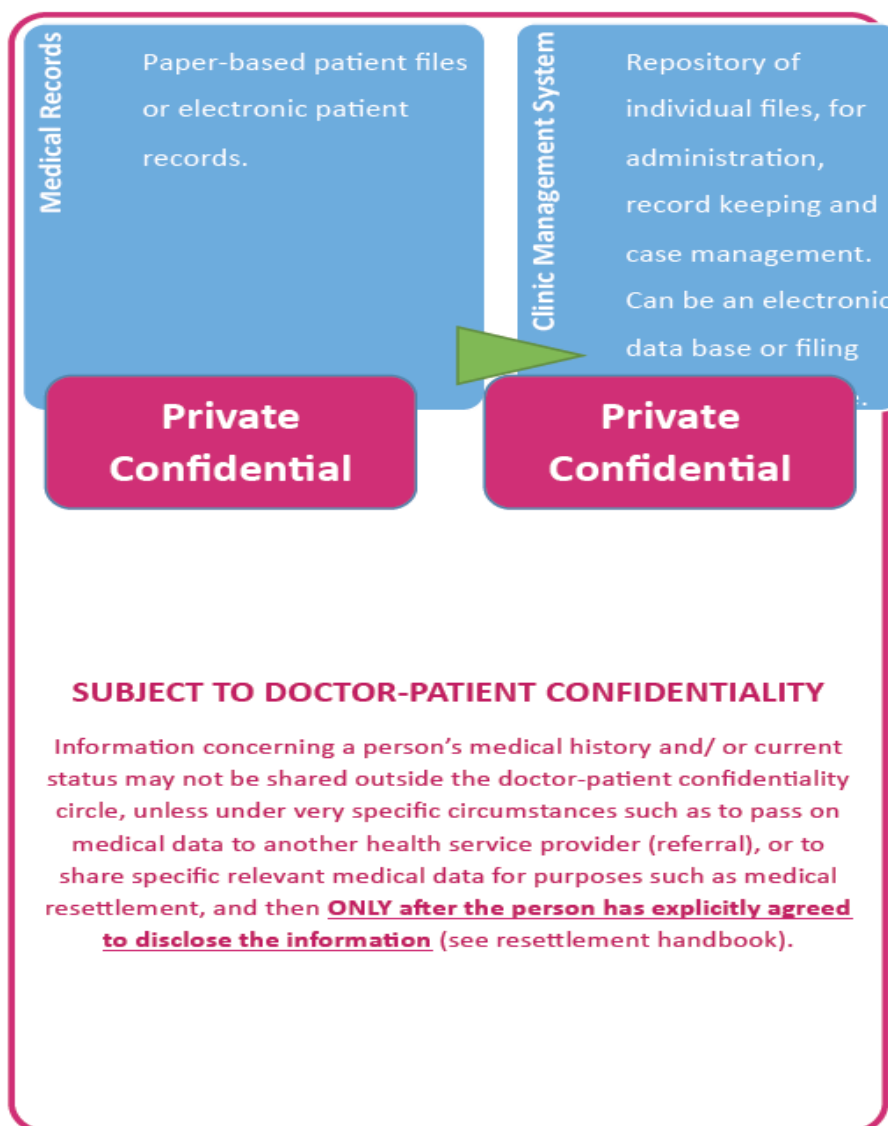 Medical Records
Paper-based patient files
or electronic patient
records.
Clinic Management System
Repository of
individual files, for
administration,
record keeping and
case management.
Can be an electronic
data base or filing
Private
Confidential
Private
Confidential
SUBJECT TO DOCTOR-PATIENT CONFIDENTIALITY
Information concerning a person’s medical history and/ or current
status may not be shared outside the doctor-patient confidentiality
circle, unless under very specific circumstances such as to pass on
medical data to another health service provider (referral), or to
share specific relevant medical data for purposes such as medical
resettlement, and then ONLY after the person has explicitly agreed
to disclose the information (see resettlement handbook).